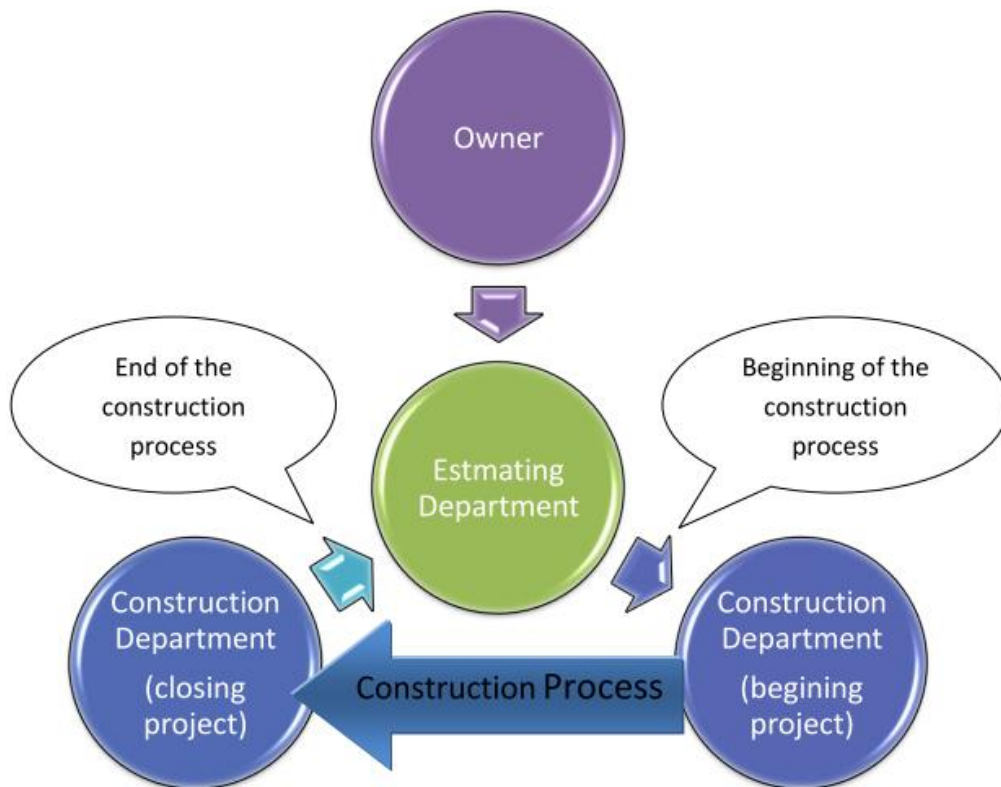 Owner
End of the
construction
process
Beginning of the
construction
process
Estmating
Department
Construction
Department
(closing
project)
Construction Process
Construction
Department
(begining
project)